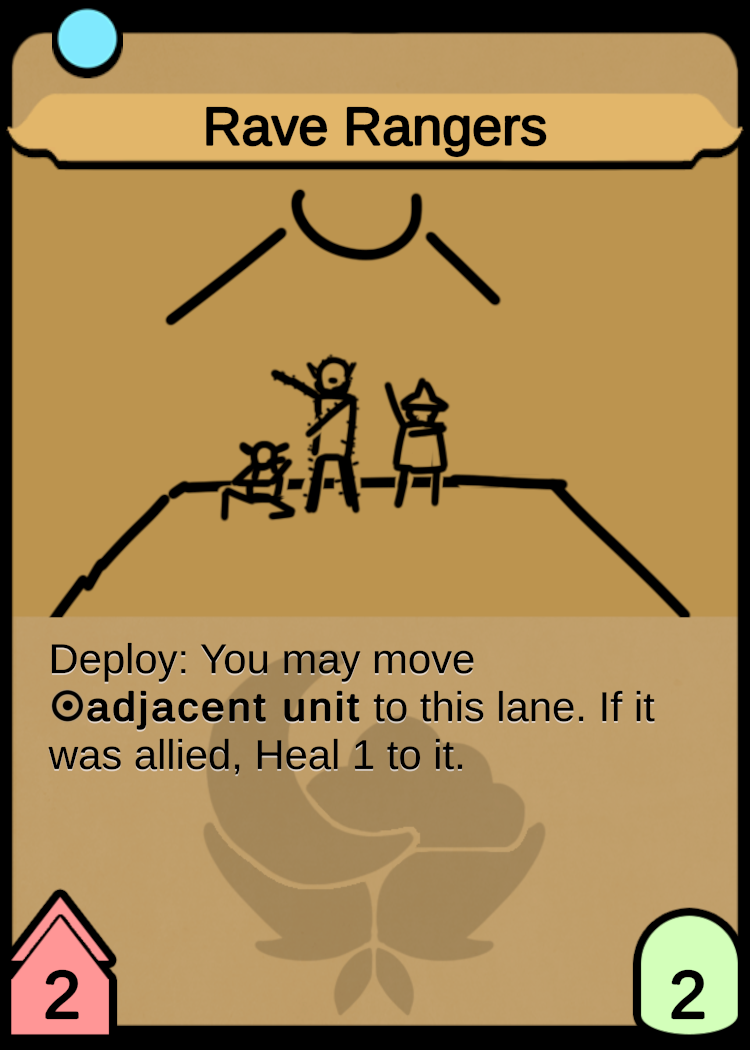 Rave Rangers
Deploy: You may move
⊙adjacent unit to this lane. If it
was allied, Heal 1 to it.
2
2